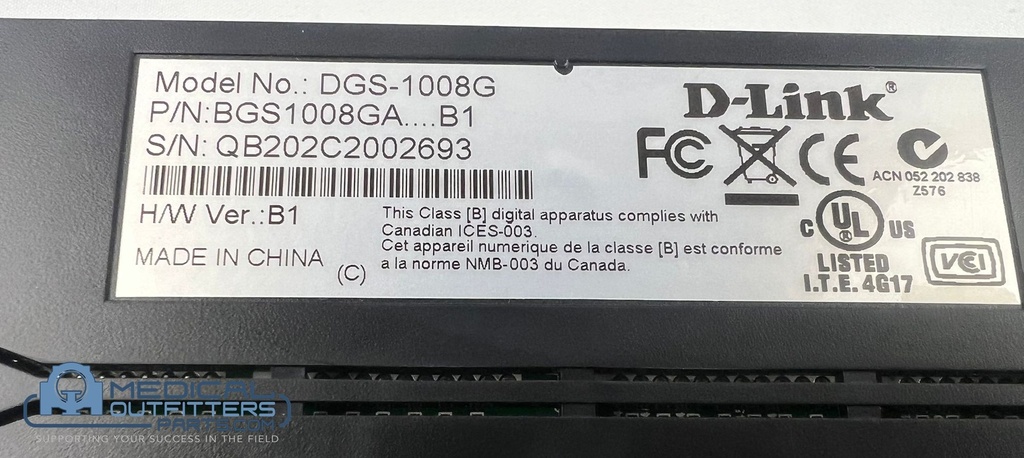 Model No.: DGS-1008G
P/N:BGS1008GA....B1
S/N: QB202C2002693
H/W Ver.:B1
MADE IN CHINA
(C)
This Class [B] digital apparatus complies with
Canadian ICES-003.
Cet appareil numerique de la classe [B] est conforme
a la norme NMB-003 du Canada.
D-Link®
FC CE
ACN 052 202 838
Z576
C UL® US
LISTED
I.T.E. 4G17
VCI
MEDICAL
OUTFITTERS
PARTS.COM
SUPPORTING YOUR SUCCESS IN THE FIELD